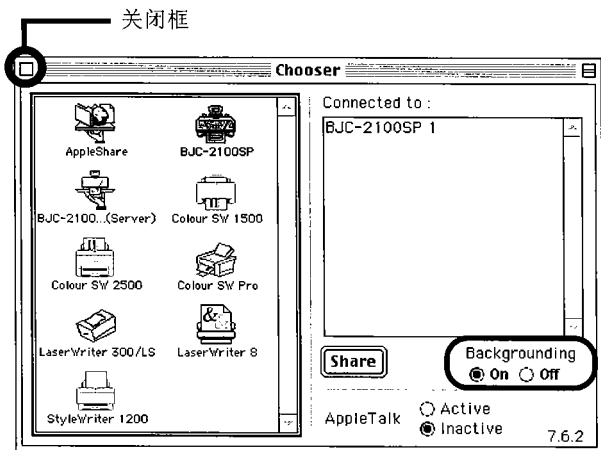 关闭框
Chooser
AppleShare
BJC-2100SP
BJC-2100...(Server)
Colour SW 1500
Colour SW 2500
Colour SW Pro
LaserWriter 300/LS
LaserWriter 8
StyleWriter 1200
Connected to :
BJC-2100SP 1
Share
Backgrounding
On Off
AppleTalk
Active
Inactive
7.6.2